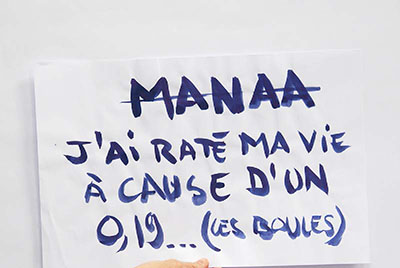 MANAA
J'AI RATÉ MA VIE
À CAUSE D'UN
0,19... (LES BOULES)